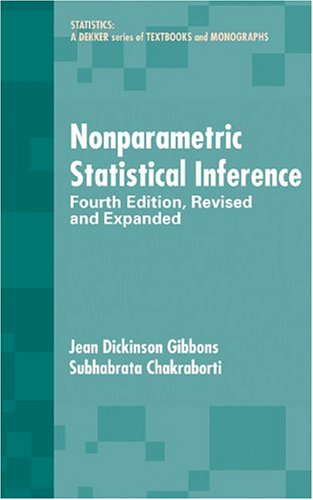 STATISTICS:
A DEKKER series of TEXTBOOKS and MONOGRAPHS
Nonparametric
Statistical Inference
Fourth Edition, Revised
and Expanded
Jean Dickinson Gibbons
Subhabrata Chakraborti